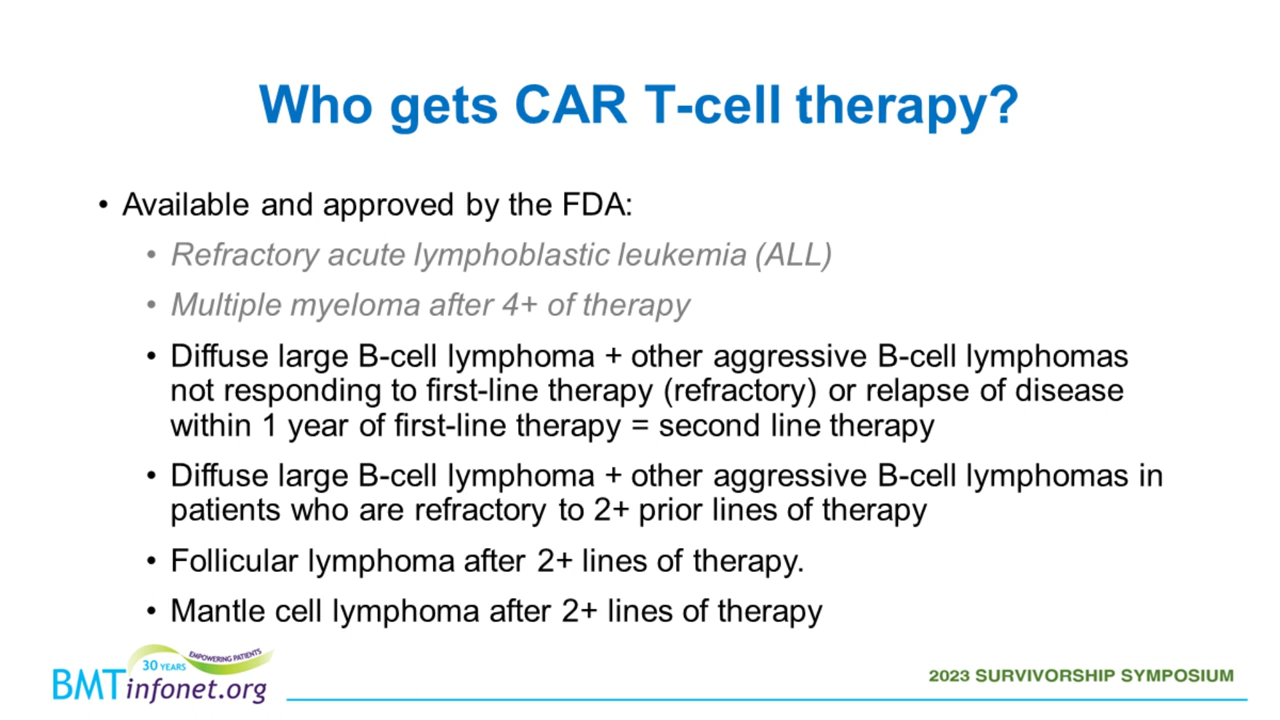 Who gets CAR T-cell therapy?
• Available and approved by the FDA:
• Refractory acute lymphoblastic leukemia (ALL)
• Multiple myeloma after 4+ of therapy
• Diffuse large B-cell lymphoma + other aggressive B-cell lymphomas
not responding to first-line therapy (refractory) or relapse of disease
within 1 year of first-line therapy = second line therapy
• Diffuse large B-cell lymphoma + other aggressive B-cell lymphomas in
patients who are refractory to 2+ prior lines of therapy
• Follicular lymphoma after 2+ lines of therapy.
• Mantle cell lymphoma after 2+ lines of therapy
30 YEARS EMPOWERING PATIENTS
BMTinfonet.org
2023 SURVIVORSHIP SYMPOSIUM